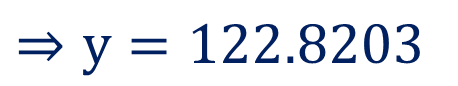 ⇒ y = 122.8203